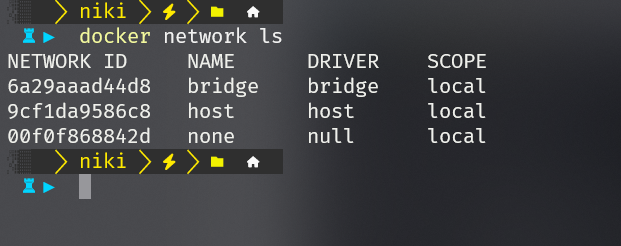 niki
docker network ls
NETWORK ID NAME DRIVER SCOPE
6a29aaad44d8 bridge bridge local
9cf1da9586c8 host host local
00f0f868842d none null local
niki